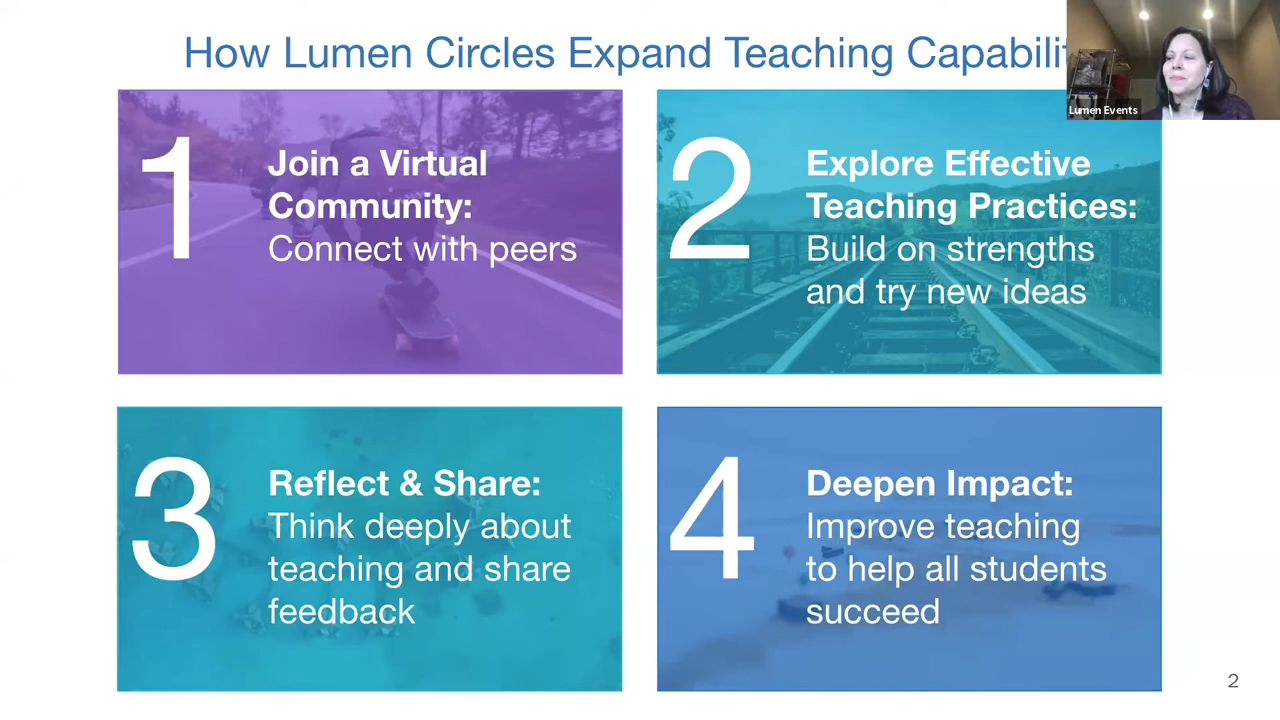 How Lumen Circles Expand Teaching
Lumen Events
1
Join a Virtual
Community:
Connect with peers
2
Explore Effective
Teaching Practices:
Build on strengths
and try new ideas
3
Reflect & Share:
Think deeply about
teaching and share
feedback
4
Deepen Impact:
Improve teaching
to help all students
succeed
2